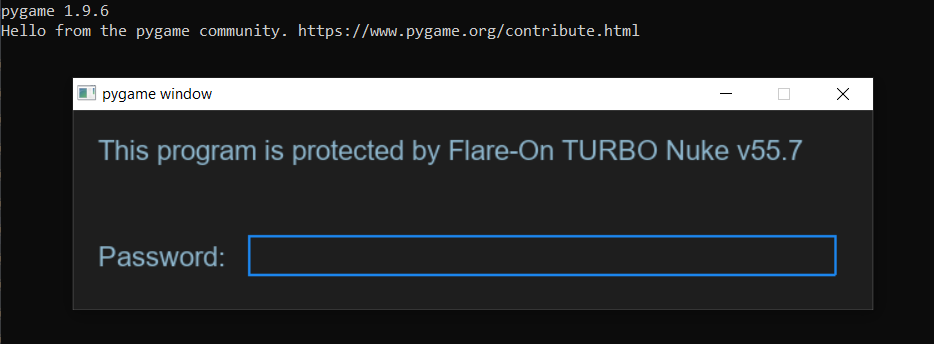 pygame 1.9.6
Hello from the pygame community. https://www.pygame.org/contribute.html
pygame window
This program is protected by Flare-On TURBO Nuke v55.7
Password: